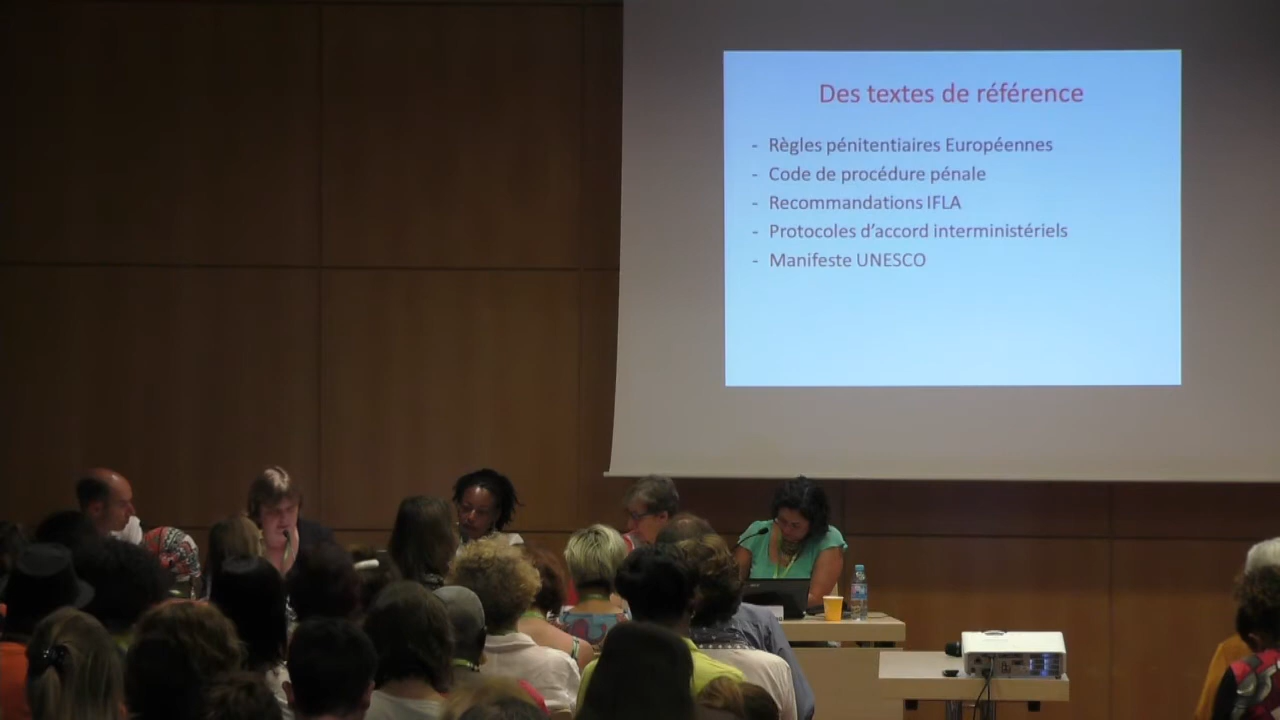 Des textes de référence
- Règles pénitentiaires Européennes
- Code de procédure pénale
- Recommandations IFLA
- Protocoles d'accord interministériels
- Manifeste UNESCO